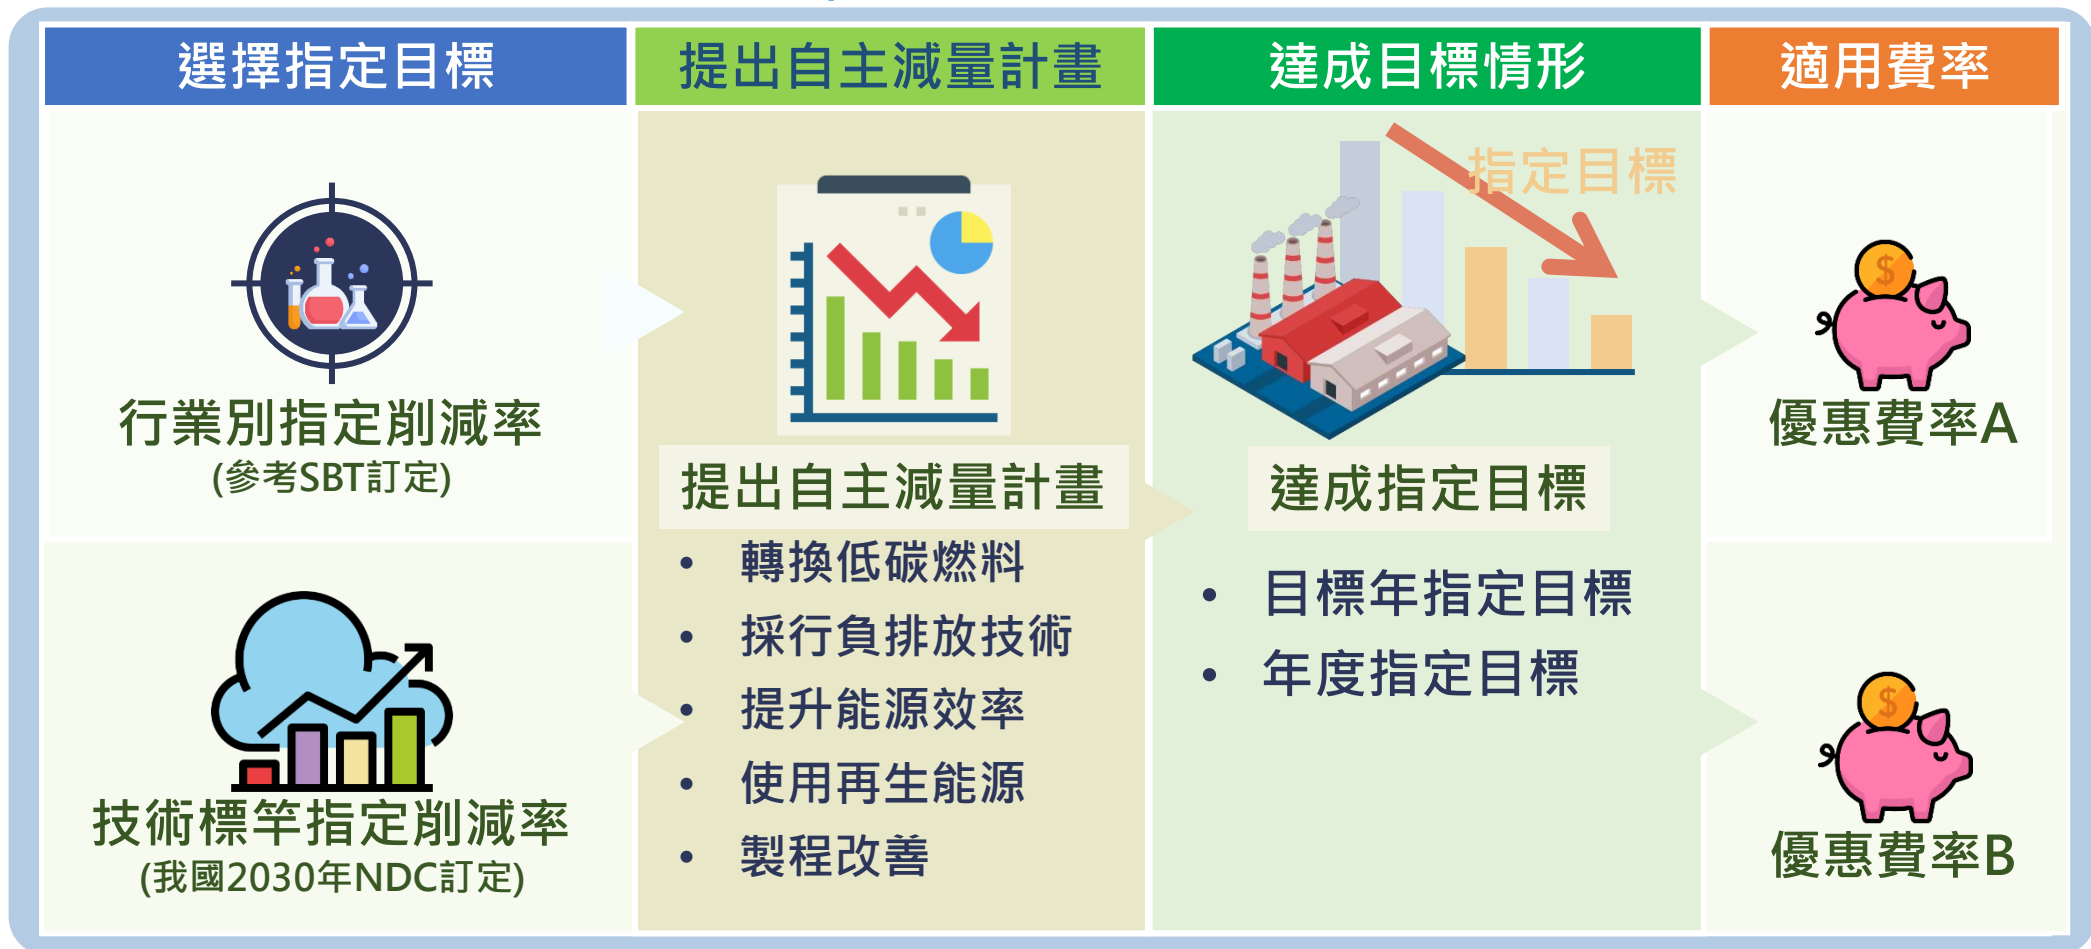 選擇指定目標
提出自主減量計畫
達成目標情形
適用費率
行業別指定削減率
(參考SBT訂定)
技術標竿指定削減率
(我國2030年NDC訂定)
提出自主減量計畫
• 轉換低碳燃料
• 採行負排放技術
• 提升能源效率
• 使用再生能源
• 製程改善
指定目標
達成指定目標
• 目標年指定目標
• 年度指定目標
$
優惠費率A
$
優惠費率B